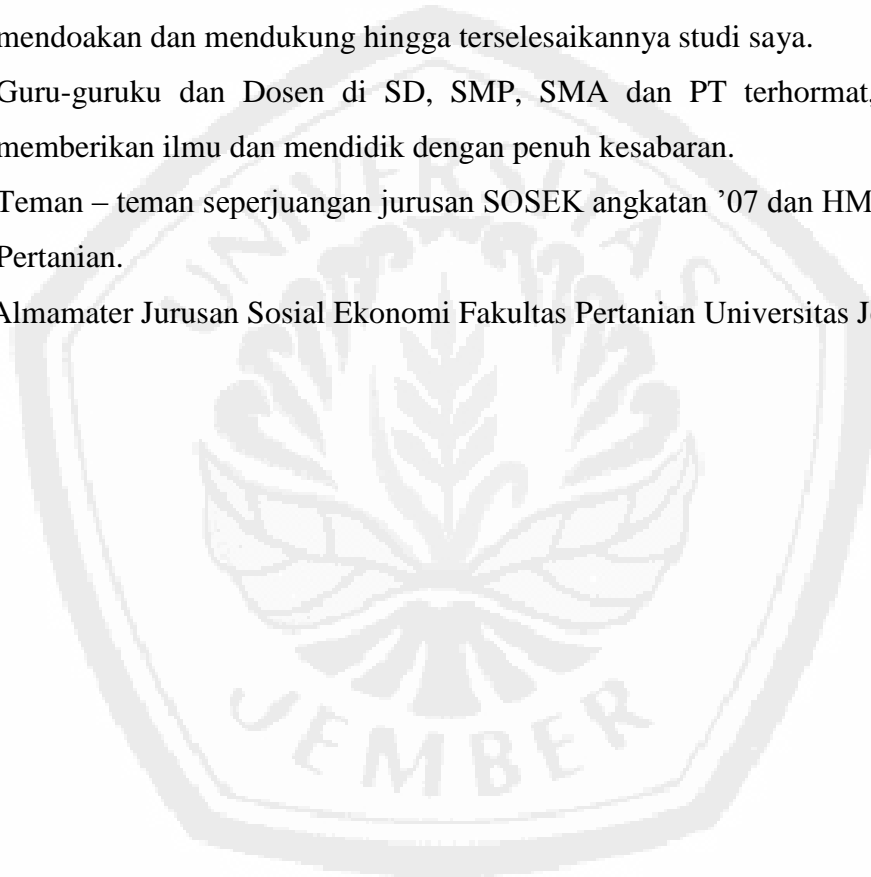 mendoakan dan mendukung hingga terselesaikannya studi saya.
Guru-guruku dan Dosen di SD, SMP, SMA dan PT terhormat,
memberikan ilmu dan mendidik dengan penuh kesabaran.
Teman – teman seperjuangan jurusan SOSEK angkatan ’07 dan HM
Pertanian.
Almamater Jurusan Sosial Ekonomi Fakultas Pertanian Universitas J
UNIVERSITAS
JEMBER